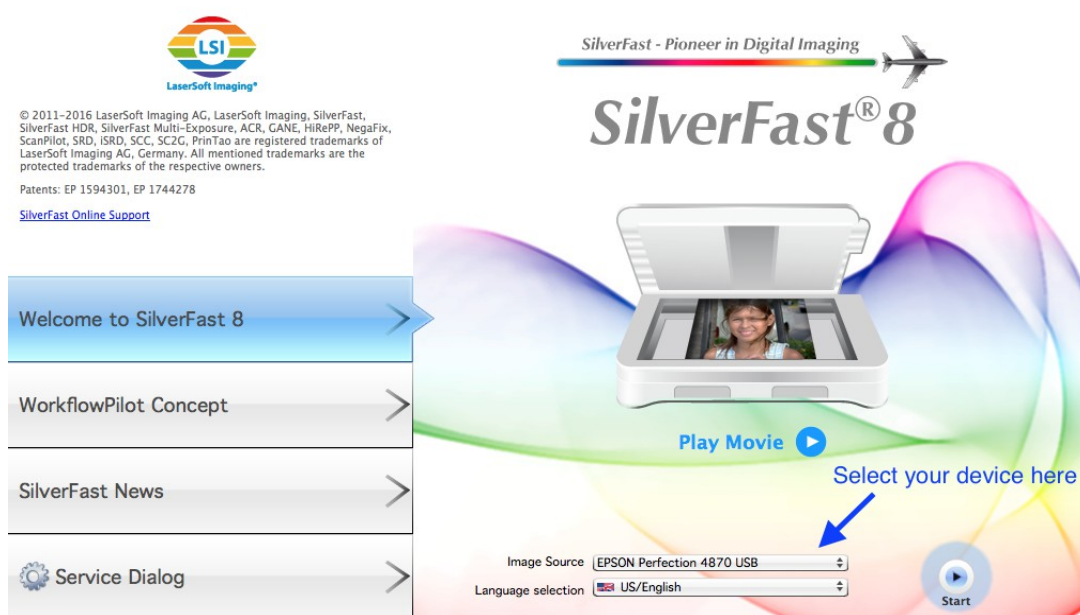 LSI
LaserSoft Imaging®
© 2011-2016 LaserSoft Imaging AG, LaserSoft Imaging, SilverFast,
SilverFast HDR, SilverFast Multi-Exposure, ACR, GANE, HiRePP, NegaFix,
ScanPilot, SRD, iSRD, SCC, SC2G, PrinTao are registered trademarks of
LaserSoft Imaging AG, Germany. All mentioned trademarks are the
protected trademarks of the respective owners.
Patents: EP 1594301, EP 1744278
SilverFast Online Support
Welcome to SilverFast 8
WorkflowPilot Concept
SilverFast News
Service Dialog
SilverFast - Pioneer in Digital Imaging
SilverFast®8
Play Movie
Select your device here
Image Source EPSON Perfection 4870 USB
Language selection US/English
Start